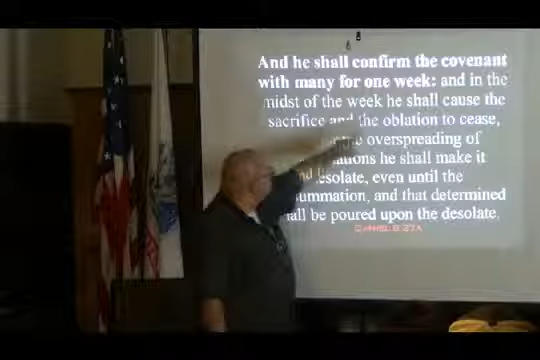 And he shall confirm the covenant
with many for one week: and in the
midst of the week he shall cause the
sacrifice and the oblation to cease,
overspreading of
he shall make it
desolate, even until the
and that determined
be poured upon the desolate.